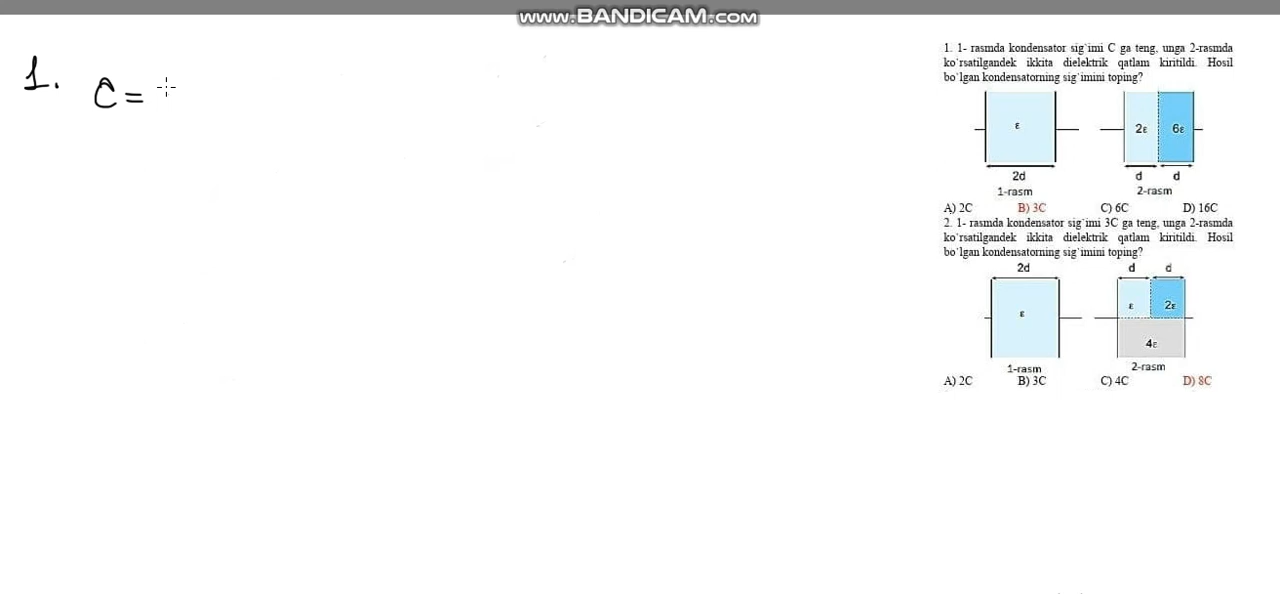 www.BANDICAM.com
1. C =
1. 1- rasmda kondensator sig`imi C ga teng, unga 2-rasmda
ko`rsatilgandek ikkita dielektrik qatlam kiritildi. Hosil
bo`lgan kondensatorning sig`imini toping?
ε 2ε 6ε
2d d d
1-rasm 2-rasm
A) 2C B) 3C C) 6C D) 16C
2. 1- rasmda kondensator sig`imi 3C ga teng, unga 2-rasmda
ko`rsatilgandek ikkita dielektrik qatlam kiritildi. Hosil
bo`lgan kondensatorning sig`imini toping?
2d d d
ε ε 2ε
4ε
1-rasm 2-rasm
A) 2C B) 3C C) 4C D) 8C